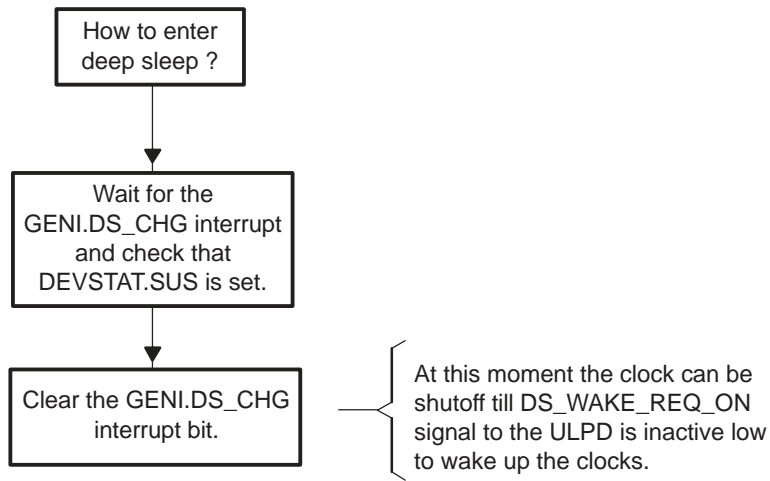 How to enter
deep sleep ?
Wait for the
GENI.DS_CHG interrupt
and check that
DEVSTAT.SUS is set.
Clear the GENI.DS_CHG
interrupt bit.
At this moment the clock can be
shutoff till DS_WAKE_REQ_ON
signal to the ULPD is inactive low
to wake up the clocks.